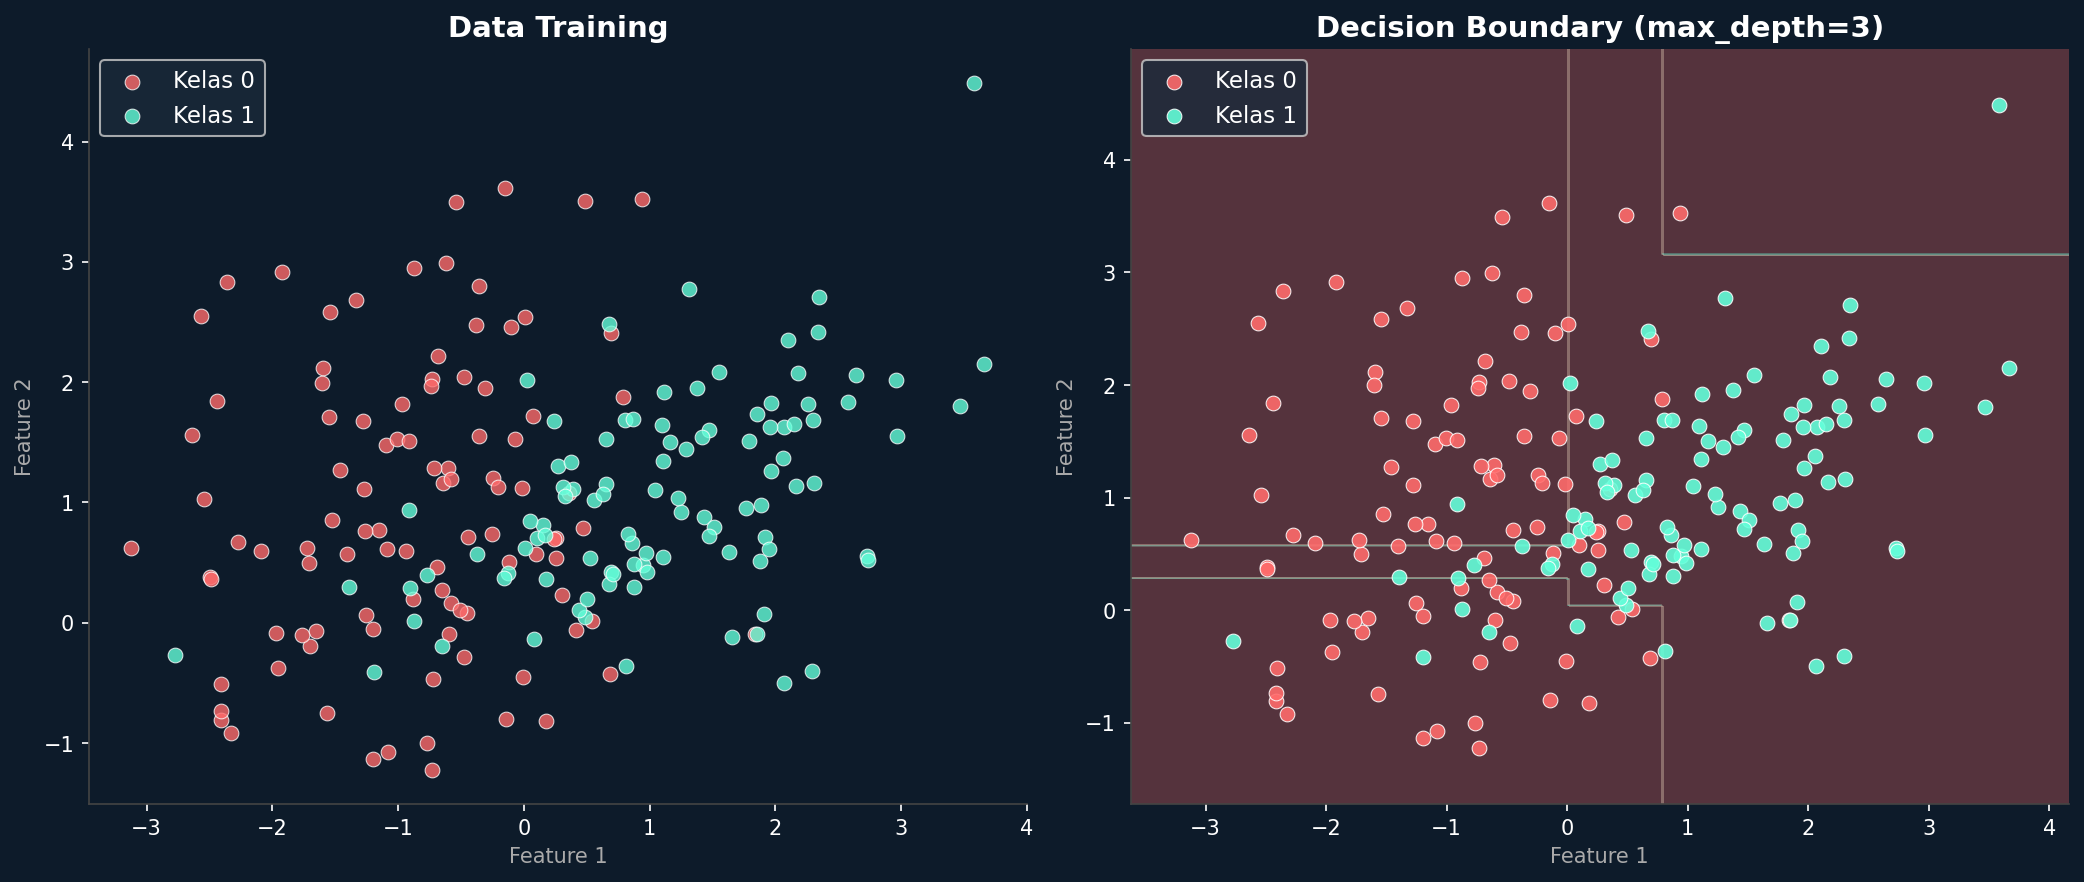 Data Training
Kelas 0
Kelas 1
4
3
2
1
0
−1
Feature 2
−3
−2
−1
0
1
2
3
4
Feature 1
Decision Boundary (max_depth=3)
Kelas 0
Kelas 1
4
3
2
1
0
−1
Feature 2
−3
−2
−1
0
1
2
3
4
Feature 1